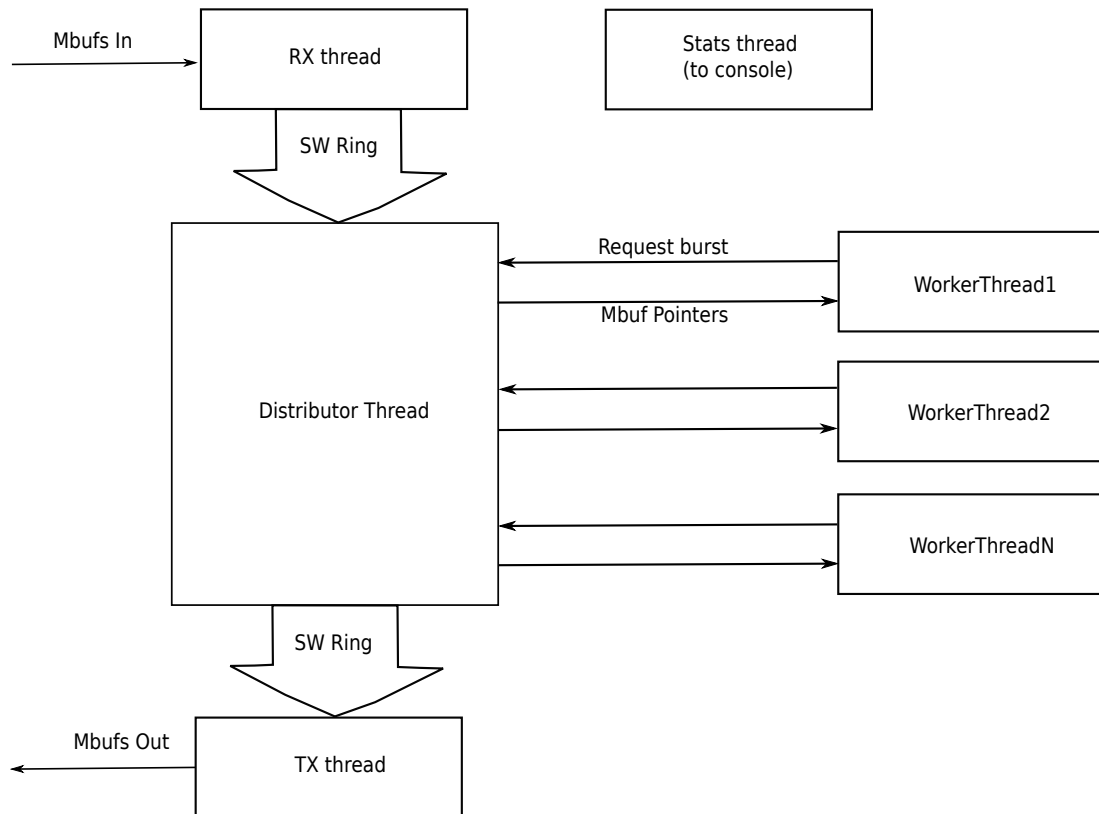 Mbufs In
RX thread
Stats thread
(to console)
SW Ring
Request burst
WorkerThread1
Mbuf Pointers
Distributor Thread
WorkerThread2
WorkerThreadN
SW Ring
Mbufs Out
TX thread